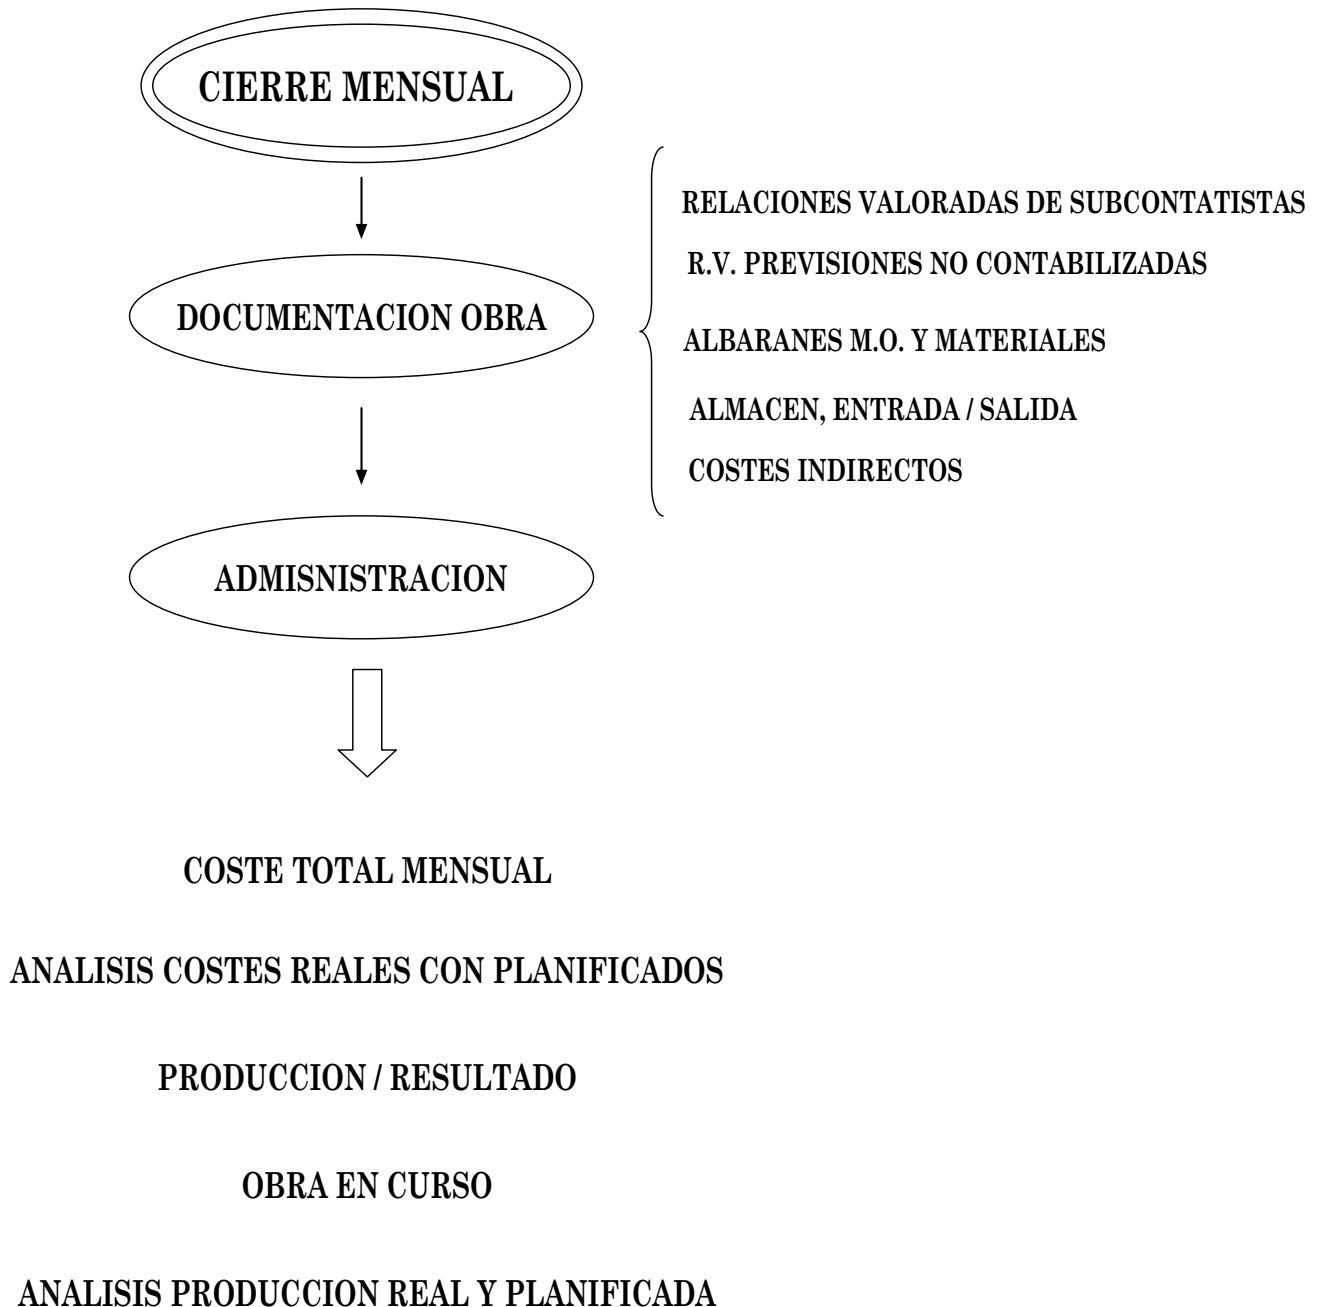 CIERRE MENSUAL
RELACIONES VALORADAS DE SUBCONTATISTAS
R.V. PREVISIONES NO CONTABILIZADAS
DOCUMENTACION OBRA
ALBARANES M.O. Y MATERIALES
ALMACEN, ENTRADA / SALIDA
COSTES INDIRECTOS
ADMISNISTRACION
COSTE TOTAL MENSUAL
ANALISIS COSTES REALES CON PLANIFICADOS
PRODUCCION / RESULTADO
OBRA EN CURSO
ANALISIS PRODUCCION REAL Y PLANIFICADA